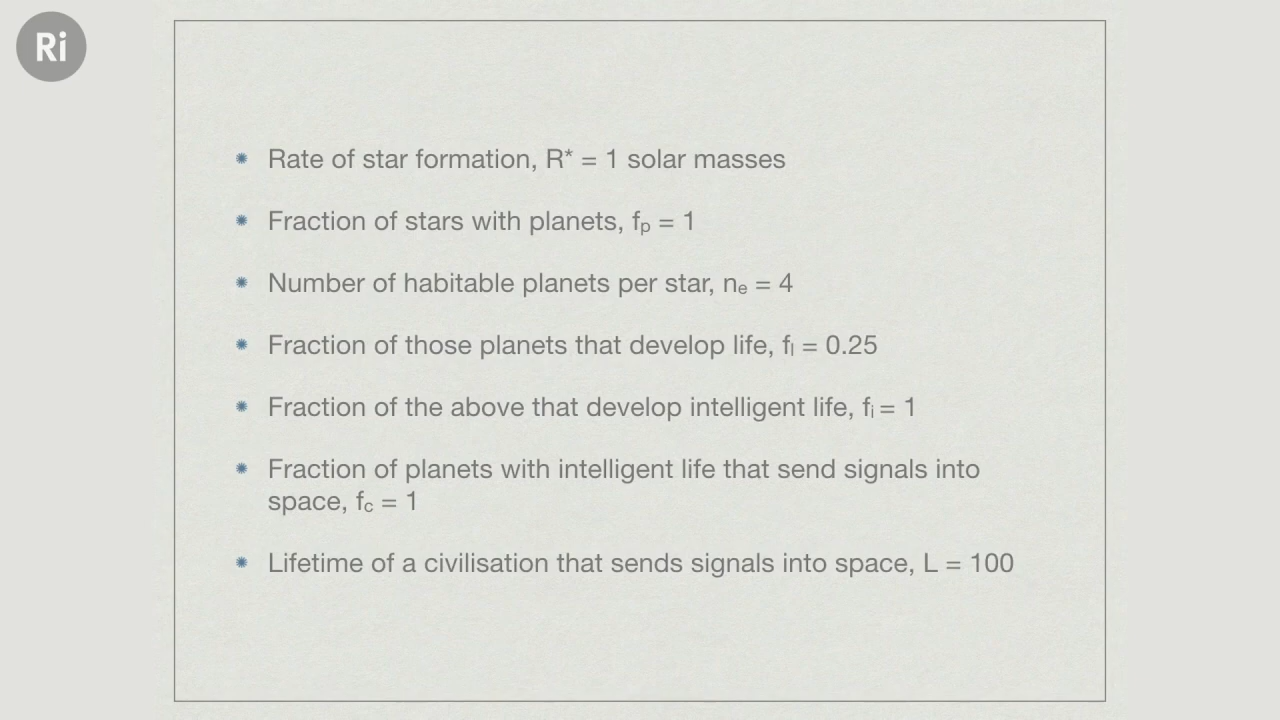 Ri
Rate of star formation, R* = 1 solar masses
Fraction of stars with planets, fₚ = 1
Number of habitable planets per star, nₑ = 4
Fraction of those planets that develop life, fₗ = 0.25
Fraction of the above that develop intelligent life, fᵢ = 1
Fraction of planets with intelligent life that send signals into
space, f꜀ = 1
Lifetime of a civilisation that sends signals into space, L = 100